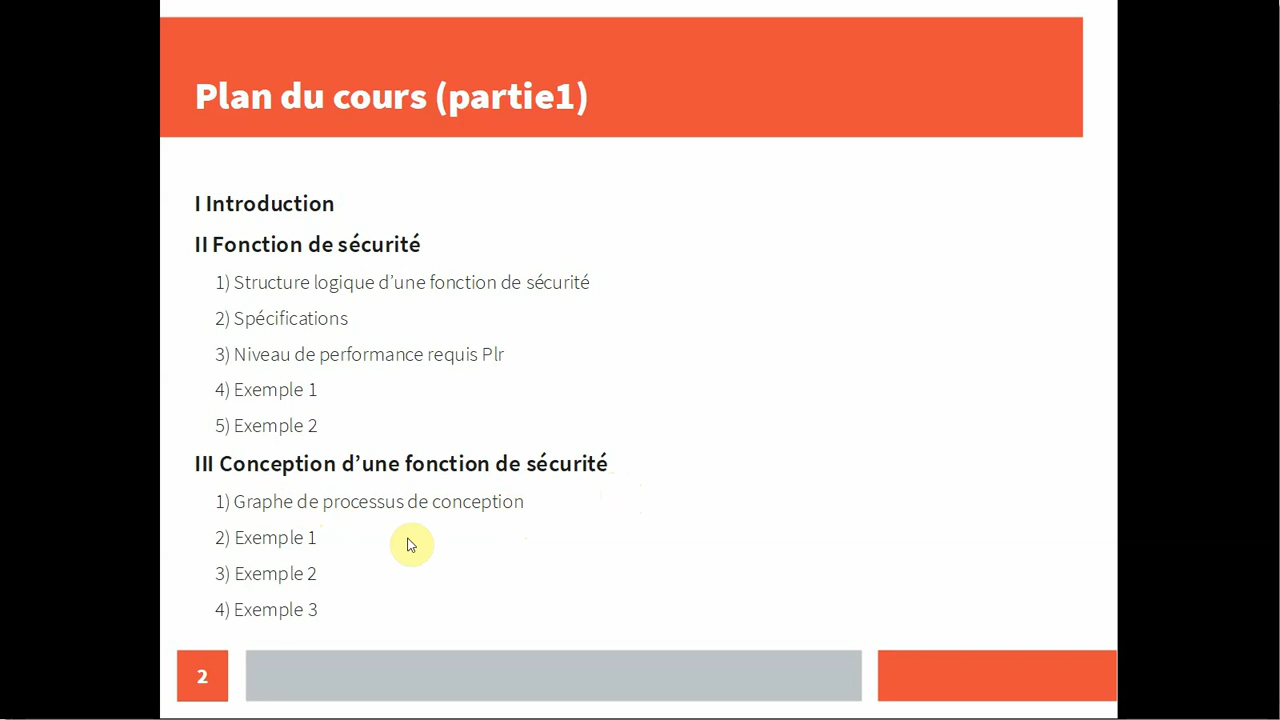 Plan du cours (partie1)
I Introduction
II Fonction de sécurité
1) Structure logique d’une fonction de sécurité
2) Spécifications
3) Niveau de performance requis Plr
4) Exemple 1
5) Exemple 2
III Conception d’une fonction de sécurité
1) Graphe de processus de conception
2) Exemple 1
3) Exemple 2
4) Exemple 3
2